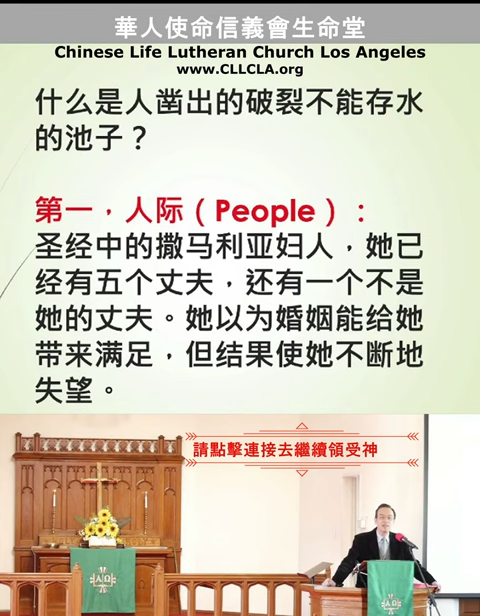 華人使命信義會生命堂
Chinese Life Lutheran Church Los Angeles
www.CLLCLA.org
什么是人凿出的破裂不能存水
的池子？
第一，人际（People）：
圣经中的撒马利亚妇人，她已
经有五个丈夫，还有一个不是
她的丈夫。她以为婚姻能给她
带来满足，但结果使她不断地
失望。
請點擊連接去繼續領受神
ΑΩ
ΑΩ